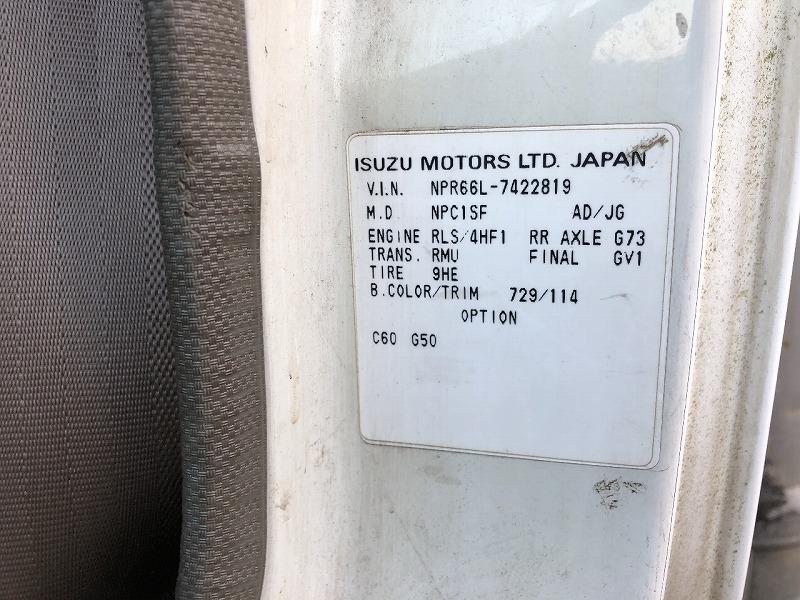 ISUZU MOTORS LTD. JAPAN
V.I.N. NPR66L-7422819
M.D NPC1SF AD/JG
ENGINE RLS/4HF1 RR AXLE G73
TRANS. RMU FINAL GV1
TIRE 9HE
B.COLOR/TRIM 729/114
OPTION
C60 G50